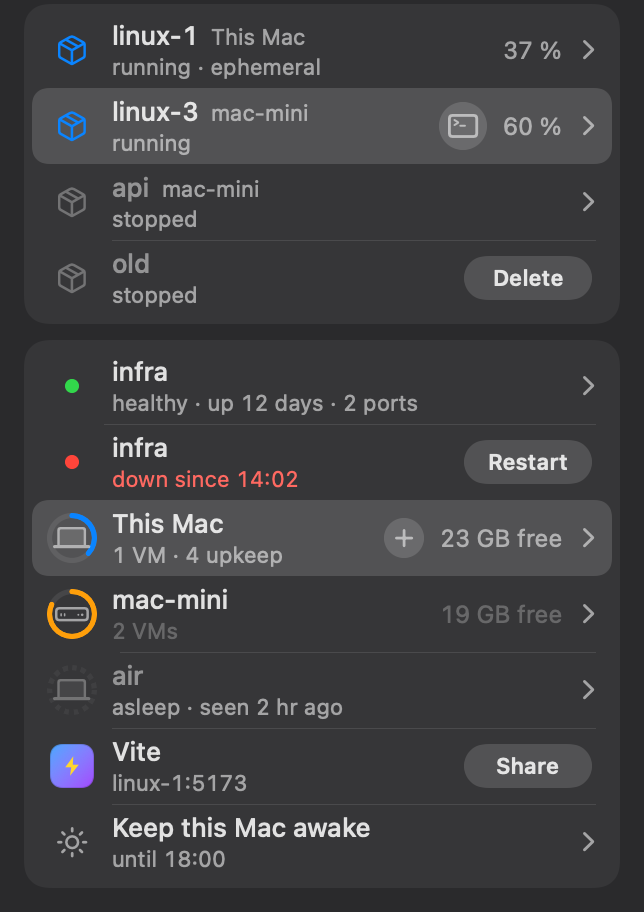 linux-1 This Mac
running · ephemeral
37 %
linux-3 mac-mini
running
60 %
api mac-mini
stopped
old
stopped
Delete
infra
healthy · up 12 days · 2 ports
infra
down since 14:02
Restart
This Mac
1 VM · 4 upkeep
23 GB free
mac-mini
2 VMs
19 GB free
air
asleep · seen 2 hr ago
Vite
linux-1:5173
Share
Keep this Mac awake
until 18:00